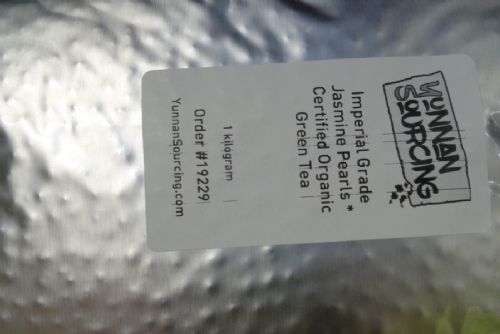 YUNNAN
SOURCING
Imperial Grade
Jasmine Pearls *
Certified Organic
Green Tea
1 kilogram
Order #19229
YunnanSourcing.com